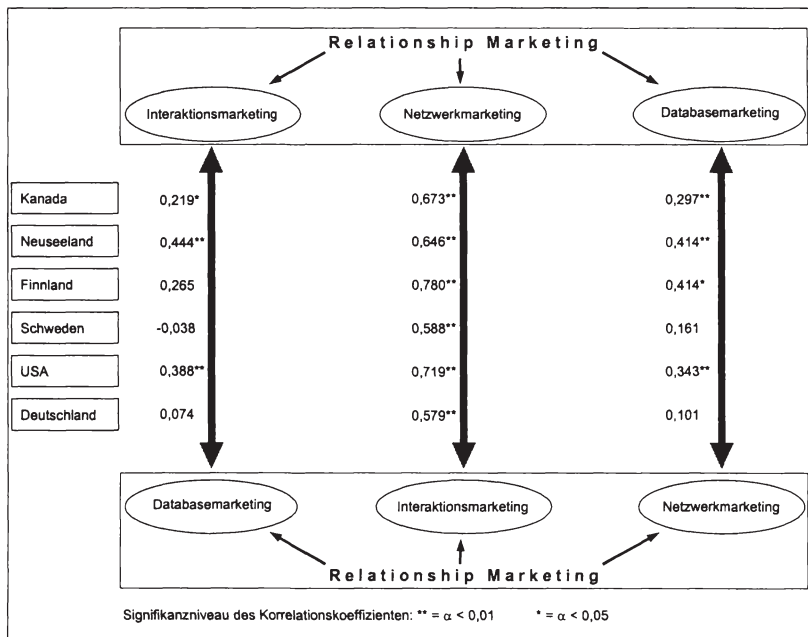 Relationship Marketing
Interaktionsmarketing Netzwerkmarketing Databasemarketing
Kanada 0,219* 0,673** 0,297**
Neuseeland 0,444** 0,646** 0,414**
Finnland 0,265 0,780** 0,414*
Schweden -0,038 0,588** 0,161
USA 0,388** 0,719** 0,343**
Deutschland 0,074 0,579** 0,101
Databasemarketing Interaktionsmarketing Netzwerkmarketing
Relationship Marketing
Signifikanzniveau des Korrelationskoeffizienten: ** = α < 0,01 * = α < 0,05